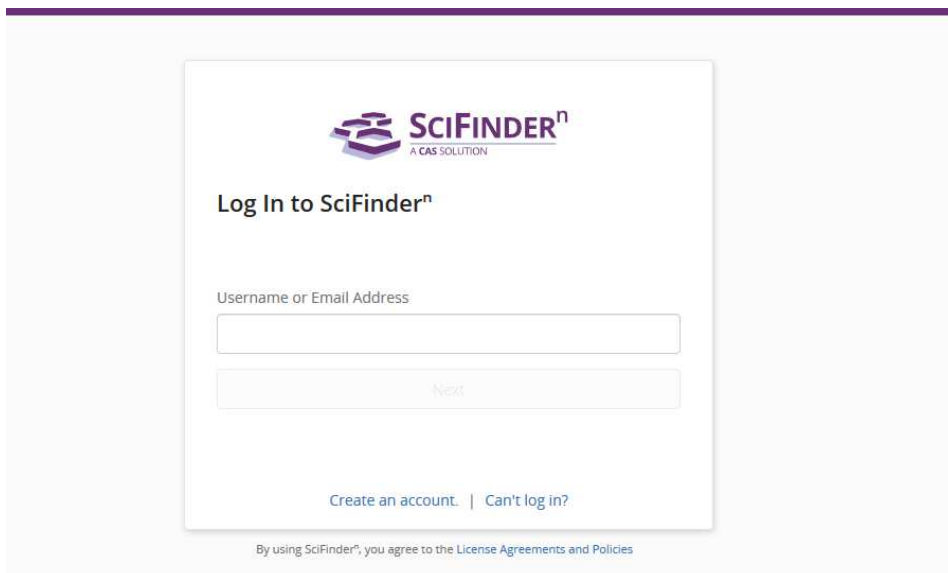 SCIFINDERⁿ
A CAS SOLUTION
Log In to SciFinderⁿ
Username or Email Address
Next
Create an account. | Can't log in?
By using SciFinderⁿ, you agree to the License Agreements and Policies